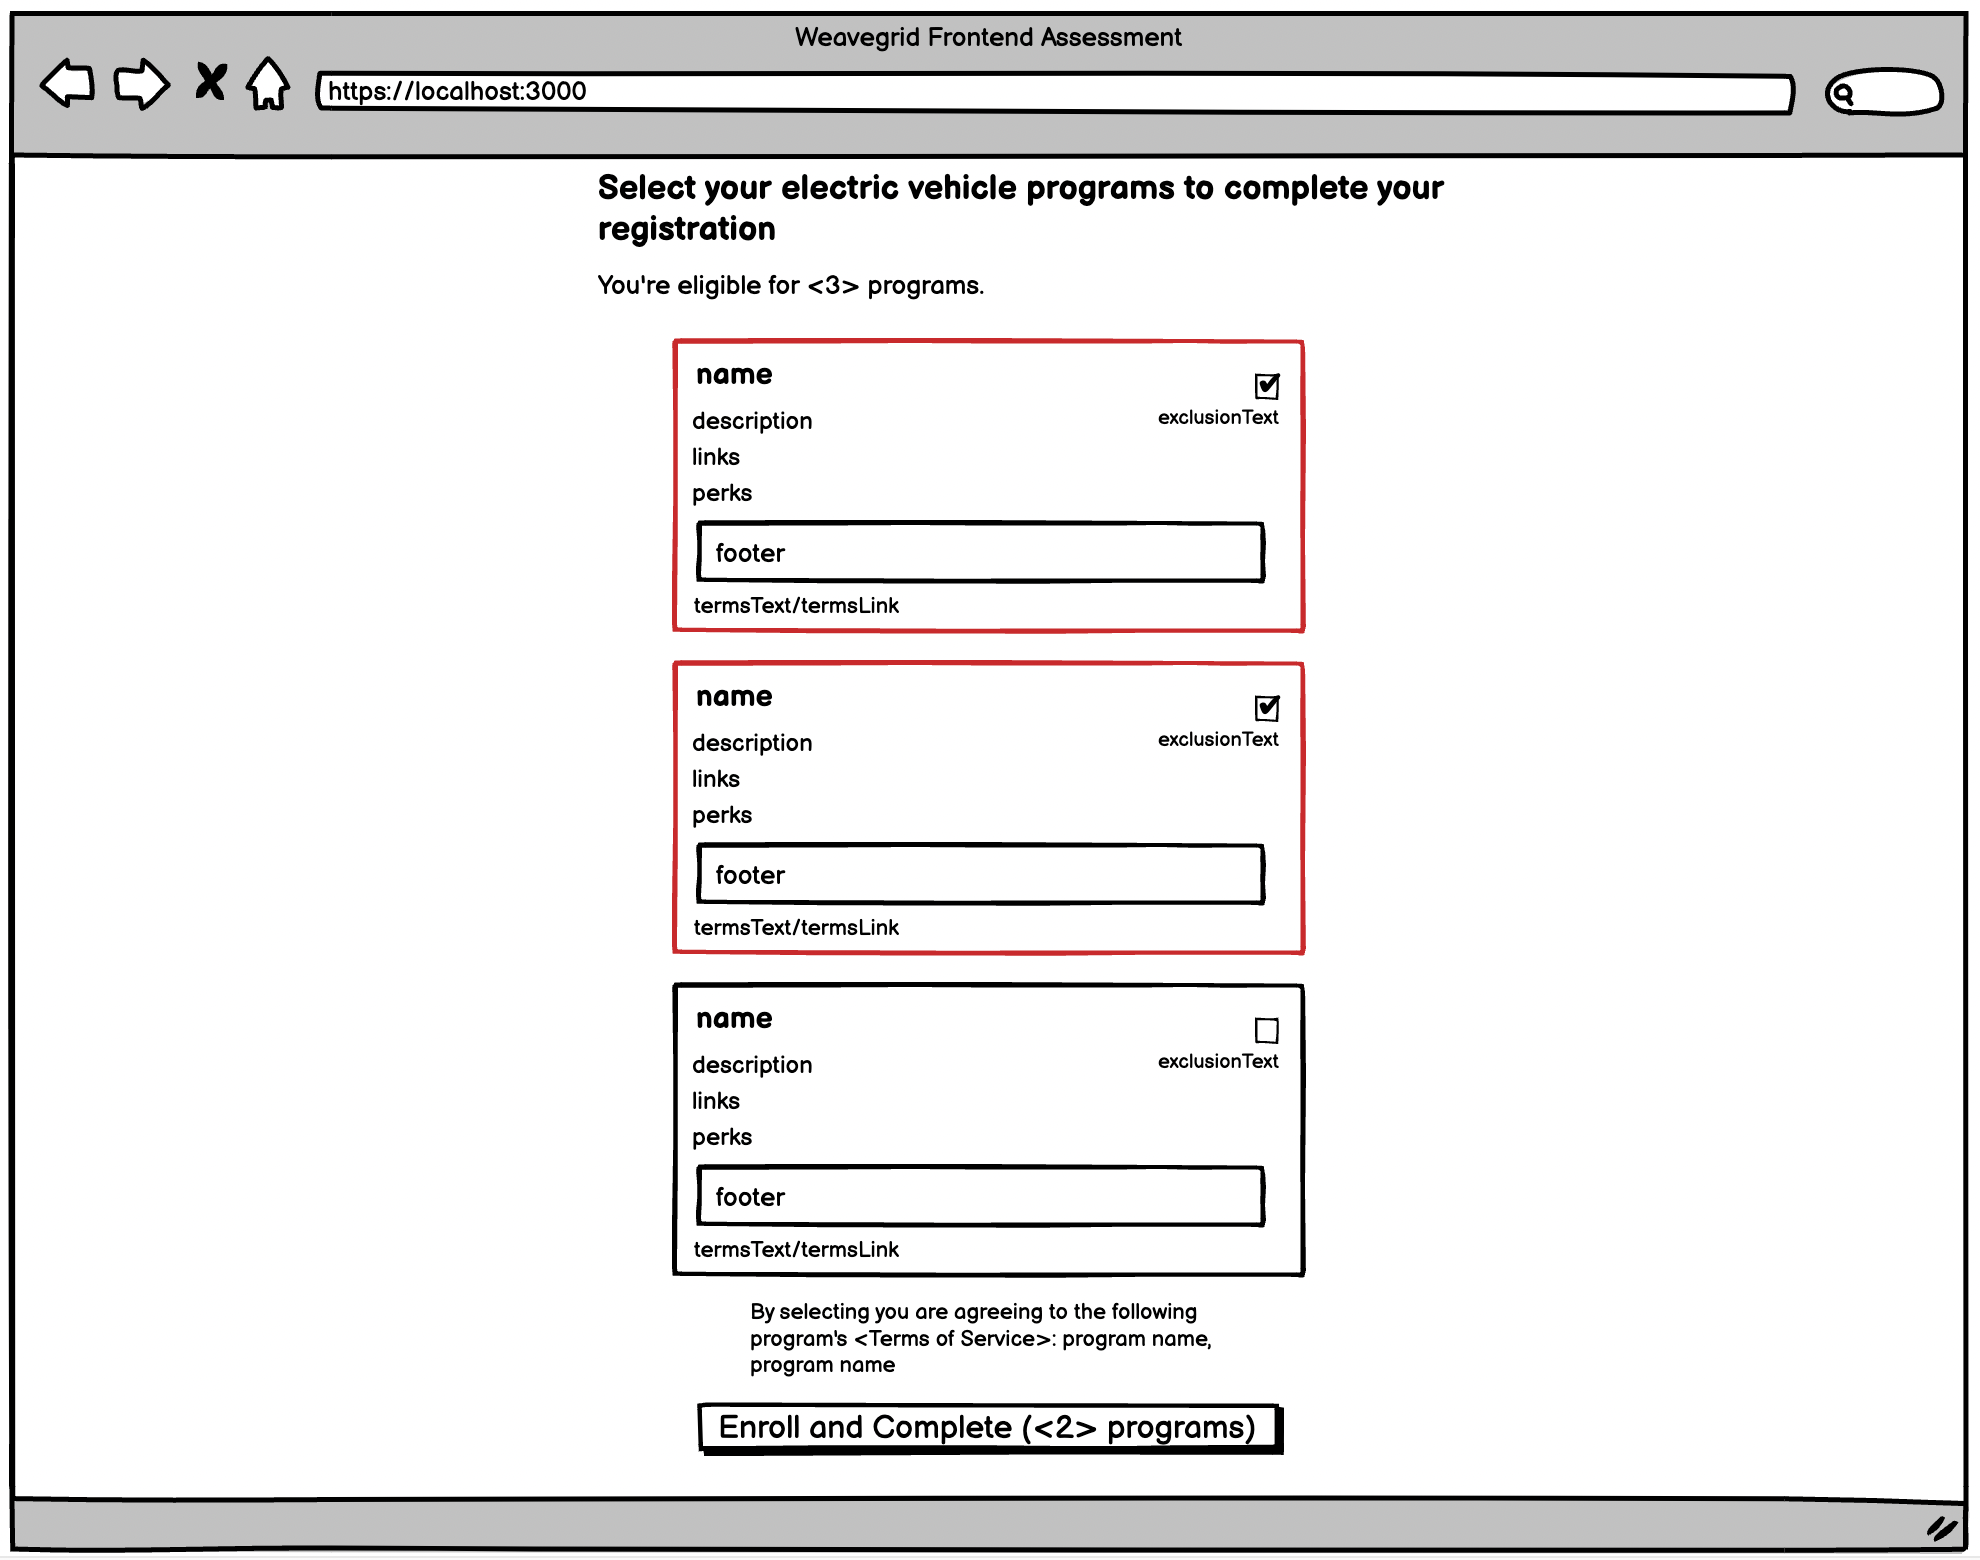 Weavegrid Frontend Assessment
https://localhost:3000
Select your electric vehicle programs to complete your
registration
You're eligible for <3> programs.
name
exclusionText
description
links
perks
footer
termsText/termsLink
name
exclusionText
description
links
perks
footer
termsText/termsLink
name
exclusionText
description
links
perks
footer
termsText/termsLink
By selecting you are agreeing to the following
program's <Terms of Service>: program name,
program name
Enroll and Complete (<2> programs)